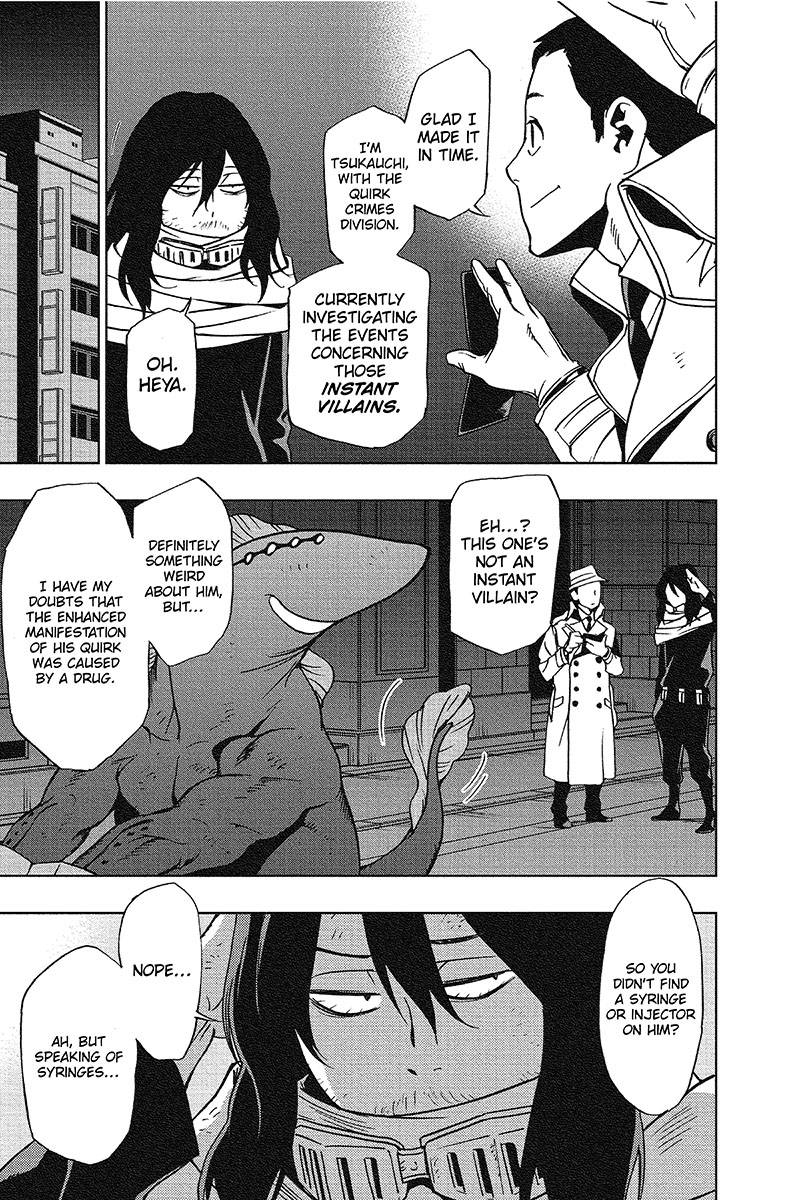 GLAD I
MADE IT
IN TIME.
I'M
TSUKAUCHI,
WITH THE
QUIRK
CRIMES
DIVISION.
CURRENTLY
INVESTIGATING
THE EVENTS
CONCERNING
THOSE
INSTANT
VILLAINS.
OH.
HEYA.
EH...?
THIS ONE'S
NOT AN
INSTANT
VILLAIN?
DEFINITELY
SOMETHING
WEIRD
ABOUT HIM,
BUT...
I HAVE MY
DOUBTS THAT
THE ENHANCED
MANIFESTATION
OF HIS QUIRK
WAS CAUSED
BY A DRUG.
SO YOU
DIDN'T FIND
A SYRINGE
OR INJECTOR
ON HIM?
NOPE...
AH, BUT
SPEAKING OF
SYRINGES...